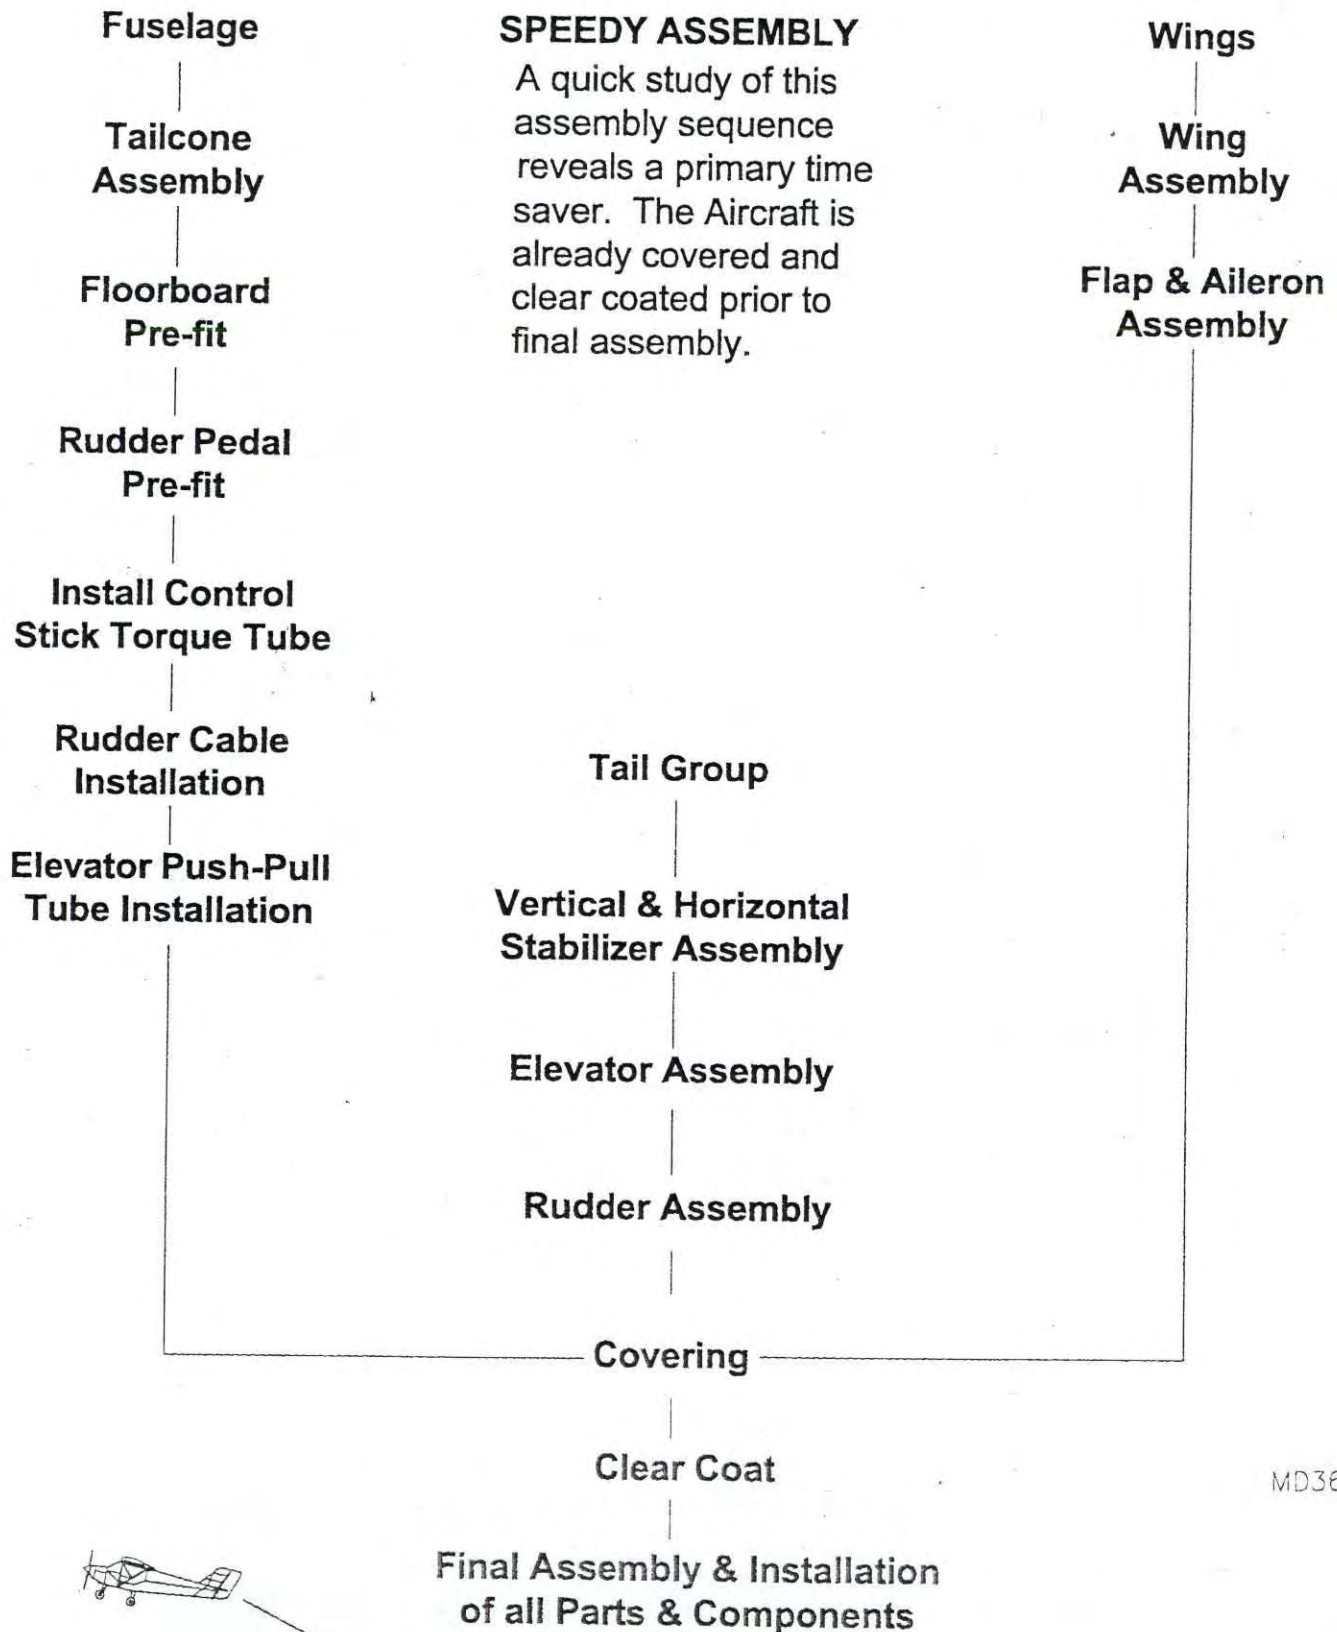 Fuselage
Tailcone
Assembly
Floorboard
Pre-fit
Rudder Pedal
Pre-fit
Install Control
Stick Torque Tube
Rudder Cable
Installation
Elevator Push-Pull
Tube Installation
SPEEDY ASSEMBLY
A quick study of this
assembly sequence
reveals a primary time
saver. The Aircraft is
already covered and
clear coated prior to
final assembly.
Wings
Wing
Assembly
Flap & Aileron
Assembly
Tail Group
Vertical & Horizontal
Stabilizer Assembly
Elevator Assembly
Rudder Assembly
Covering
Clear Coat
Final Assembly & Installation
of all Parts & Components